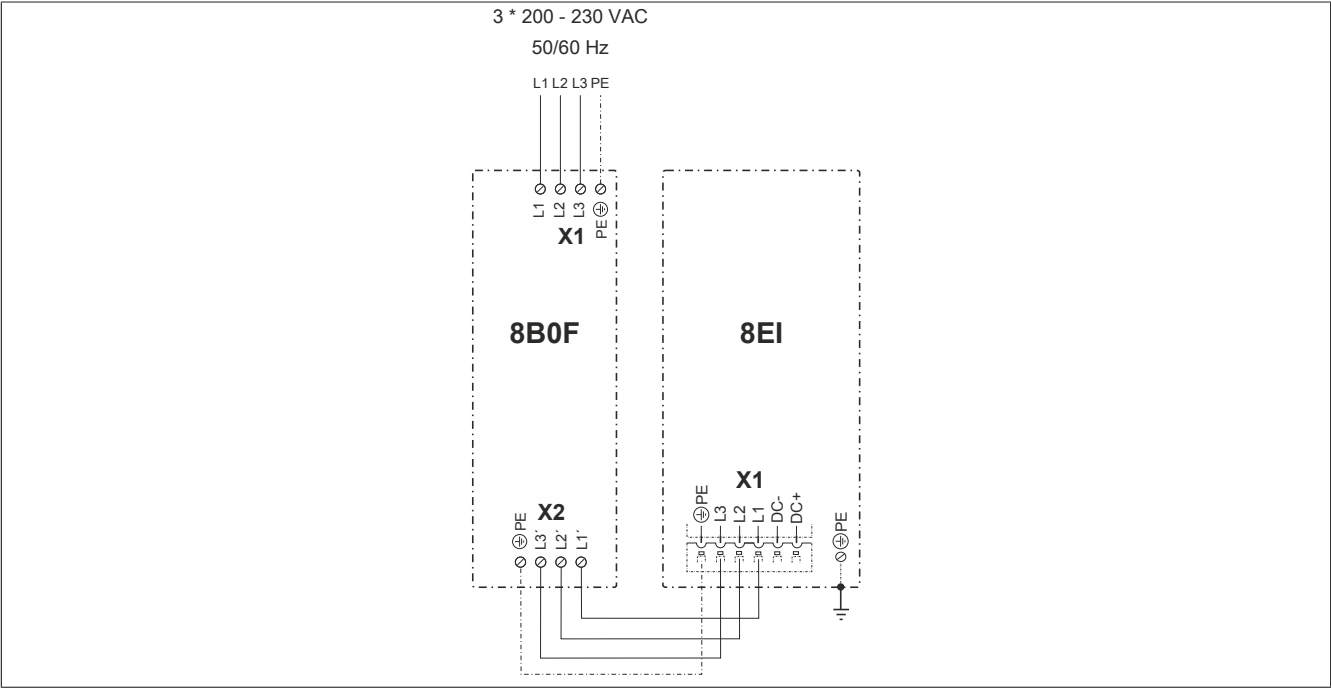 3 * 200 - 230 VAC
50/60 Hz
L1 L2 L3 PE
L1
L2
L3
PE
X1
8B0F
8EI
X2
PE
L3´
L2´
L1´
X1
PE
L3
L2
L1
DC-
DC+
PE